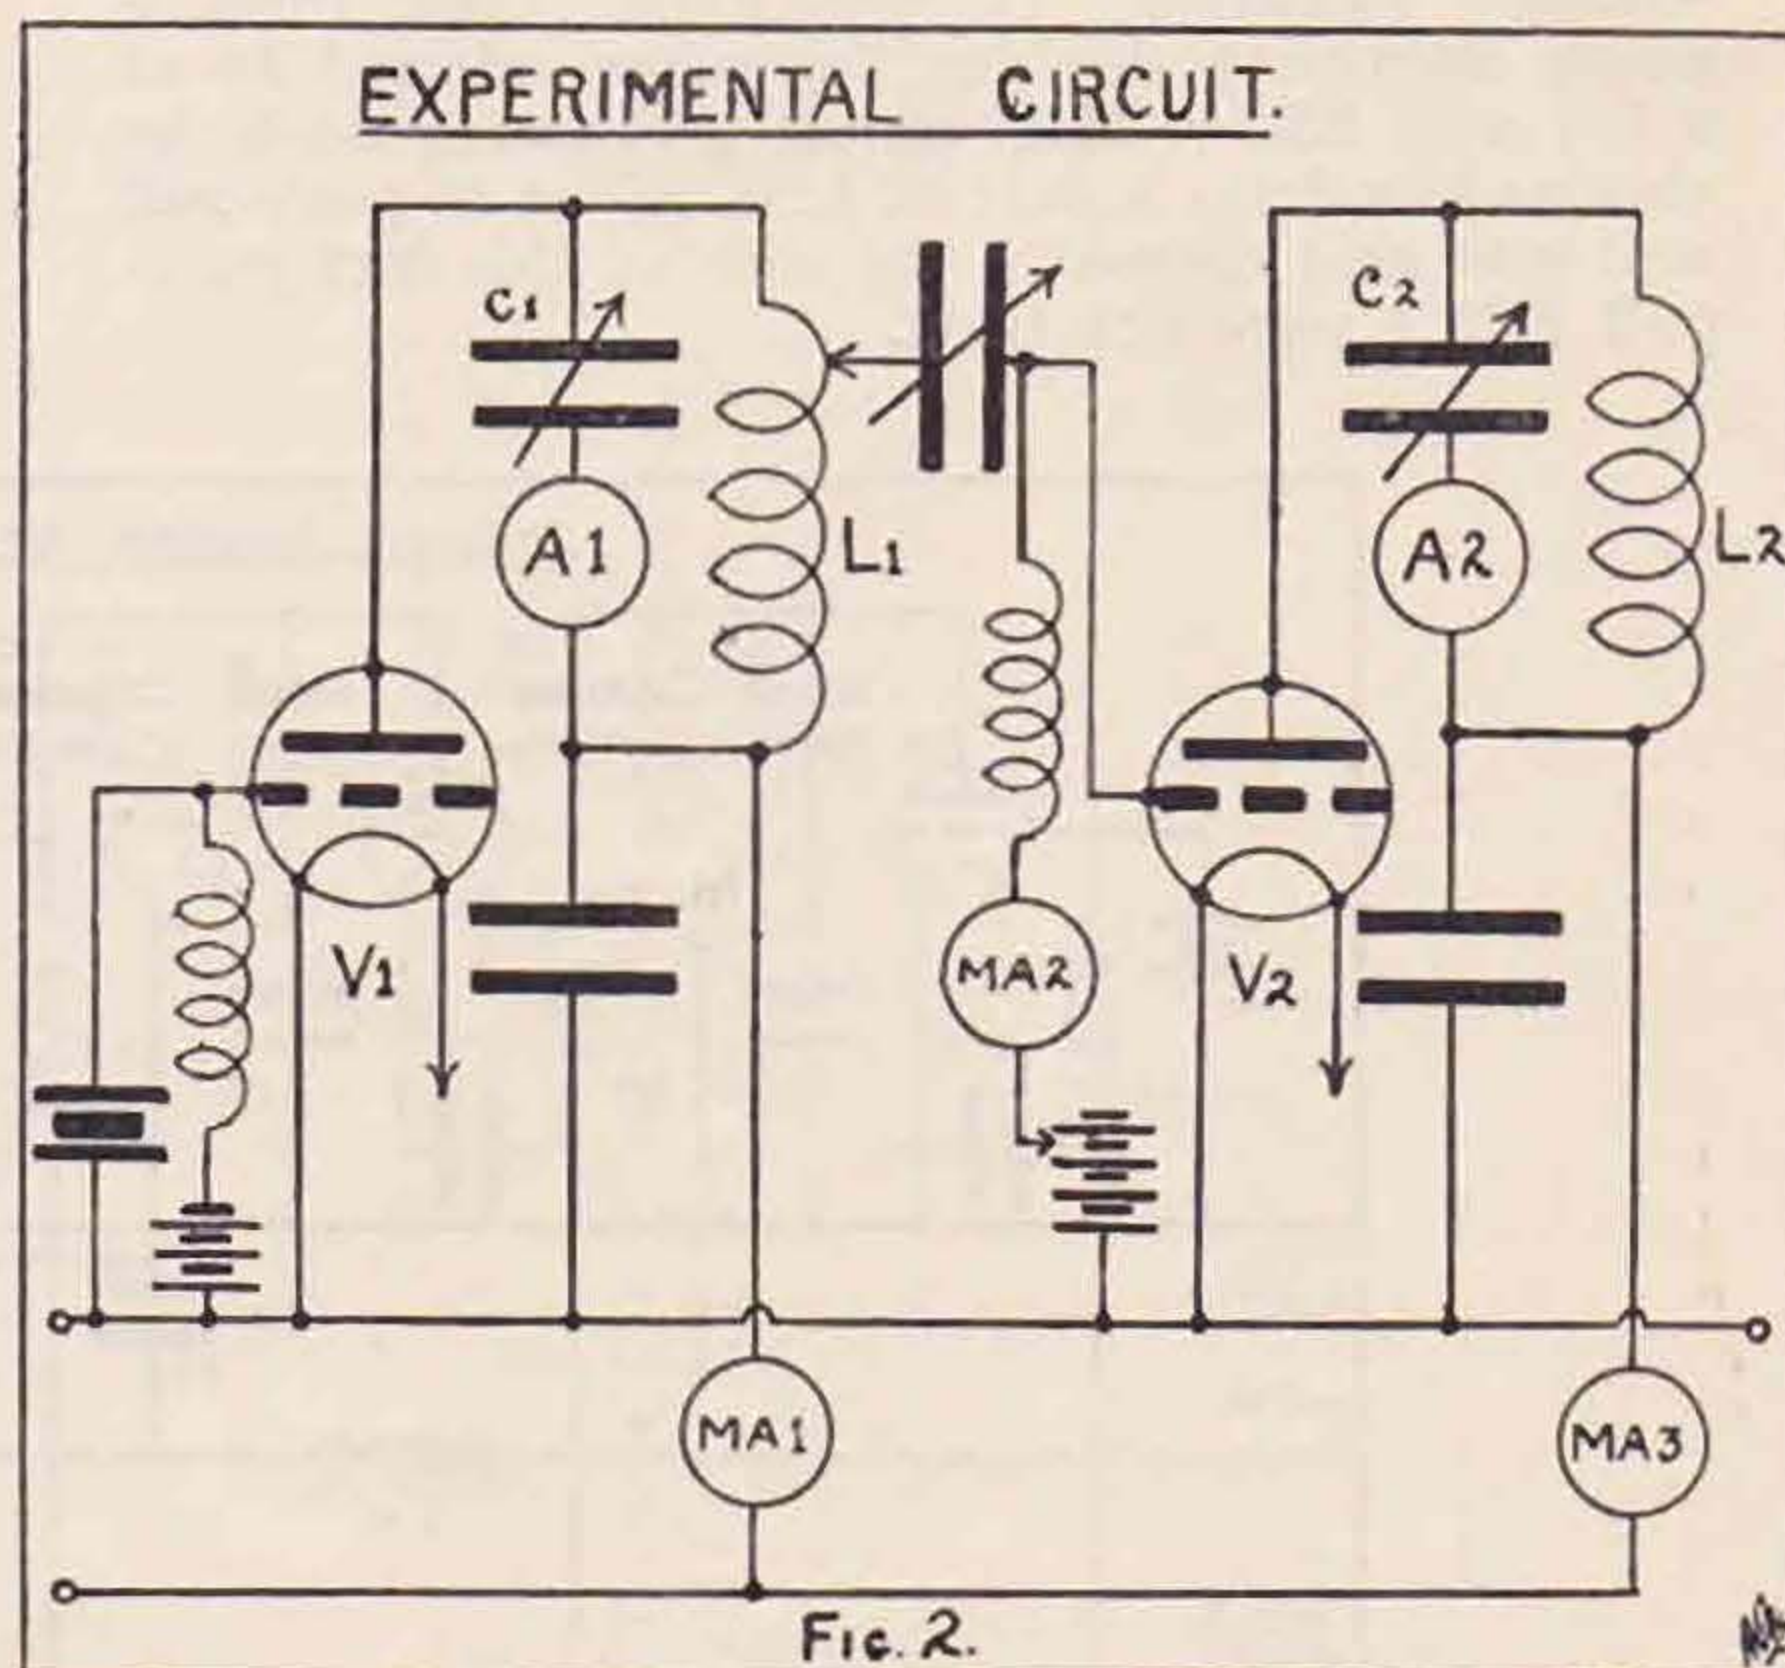 EXPERIMENTAL CIRCUIT.
C1
C2
A1
L1
A2
L2
V1
MA2
V2
MA1
MA3
FIG. 2.